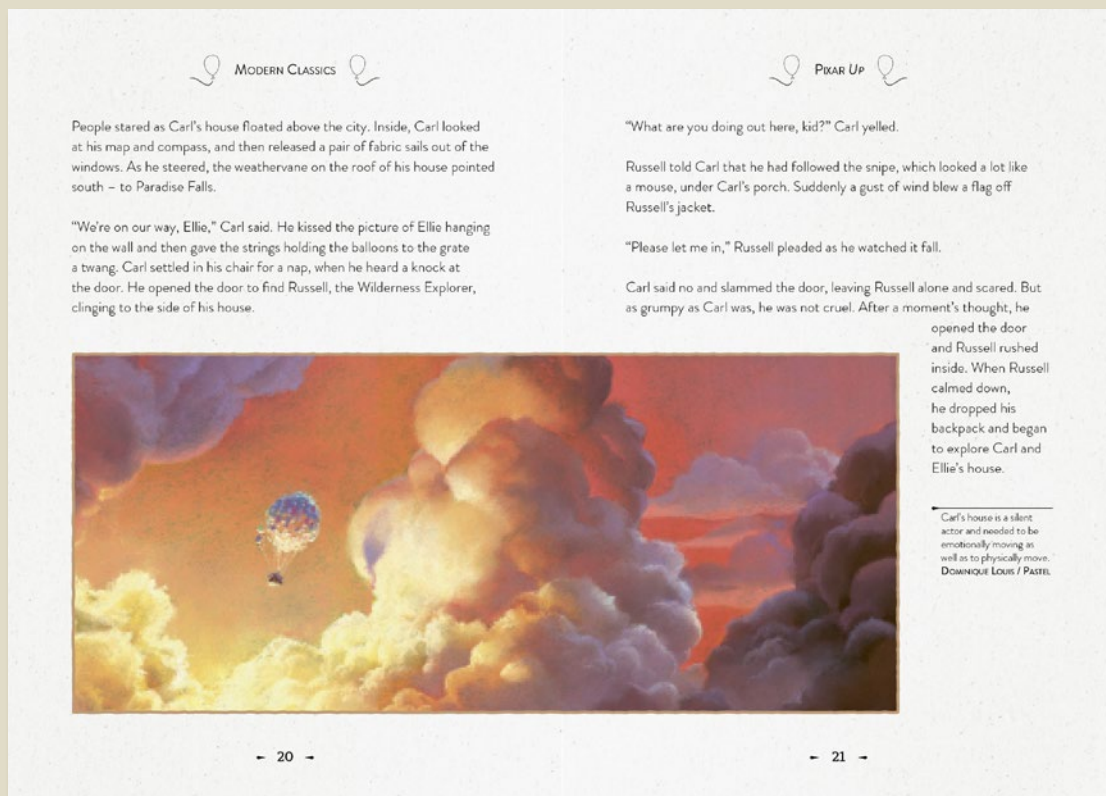 MODERN CLASSICS
People stared as Carl's house floated above the city. Inside, Carl looked
at his map and compass, and then released a pair of fabric sails out of the
windows. As he steered, the weathervane on the roof of his house pointed
south – to Paradise Falls.
“We're on our way, Ellie,” Carl said. He kissed the picture of Ellie hanging
on the wall and then gave the strings holding the balloons to the grate
a twang. Carl settled in his chair for a nap, when he heard a knock at
the door. He opened the door to find Russell, the Wilderness Explorer,
clinging to the side of his house.
20
PIXAR UP
“What are you doing out here, kid?” Carl yelled.
Russell told Carl that he had followed the snipe, which looked a lot like
a mouse, under Carl's porch. Suddenly a gust of wind blew a flag off
Russell's jacket.
“Please let me in,” Russell pleaded as he watched it fall.
Carl said no and slammed the door, leaving Russell alone and scared. But
as grumpy as Carl was, he was not cruel. After a moment's thought, he
opened the door
and Russell rushed
inside. When Russell
calmed down,
he dropped his
backpack and began
to explore Carl and
Ellie's house.
Carl's house is a silent
actor and needed to be
emotionally moving as
well as to physically move.
DOMINIQUE LOUIS / PASTEL
21